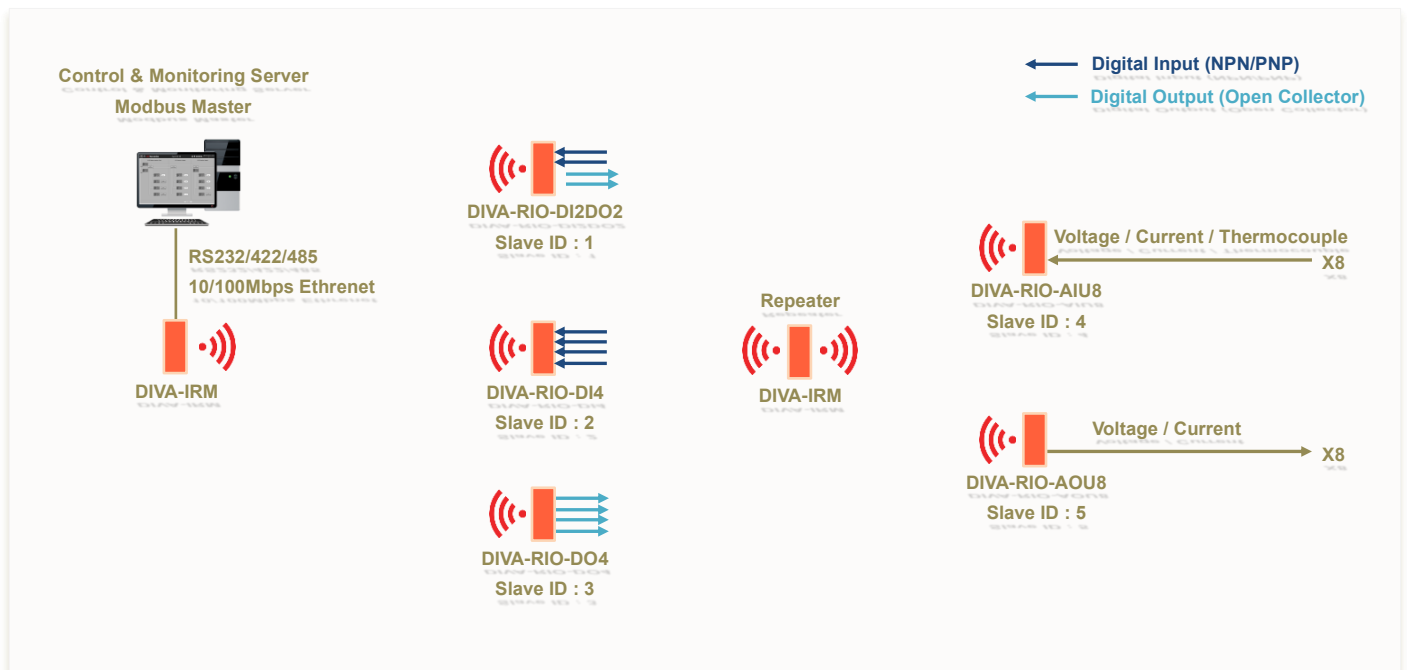 Control & Monitoring Server
Modbus Master
RS232/422/485
10/100Mbps Ethrenet
DIVA-IRM
DIVA-RIO-DI2DO2
Slave ID : 1
DIVA-RIO-DI4
Slave ID : 2
DIVA-RIO-DO4
Slave ID : 3
Repeater
DIVA-IRM
Digital Input (NPN/PNP)
Digital Output (Open Collector)
Voltage / Current / Thermocouple
X8
DIVA-RIO-AIU8
Slave ID : 4
Voltage / Current
X8
DIVA-RIO-AOU8
Slave ID : 5